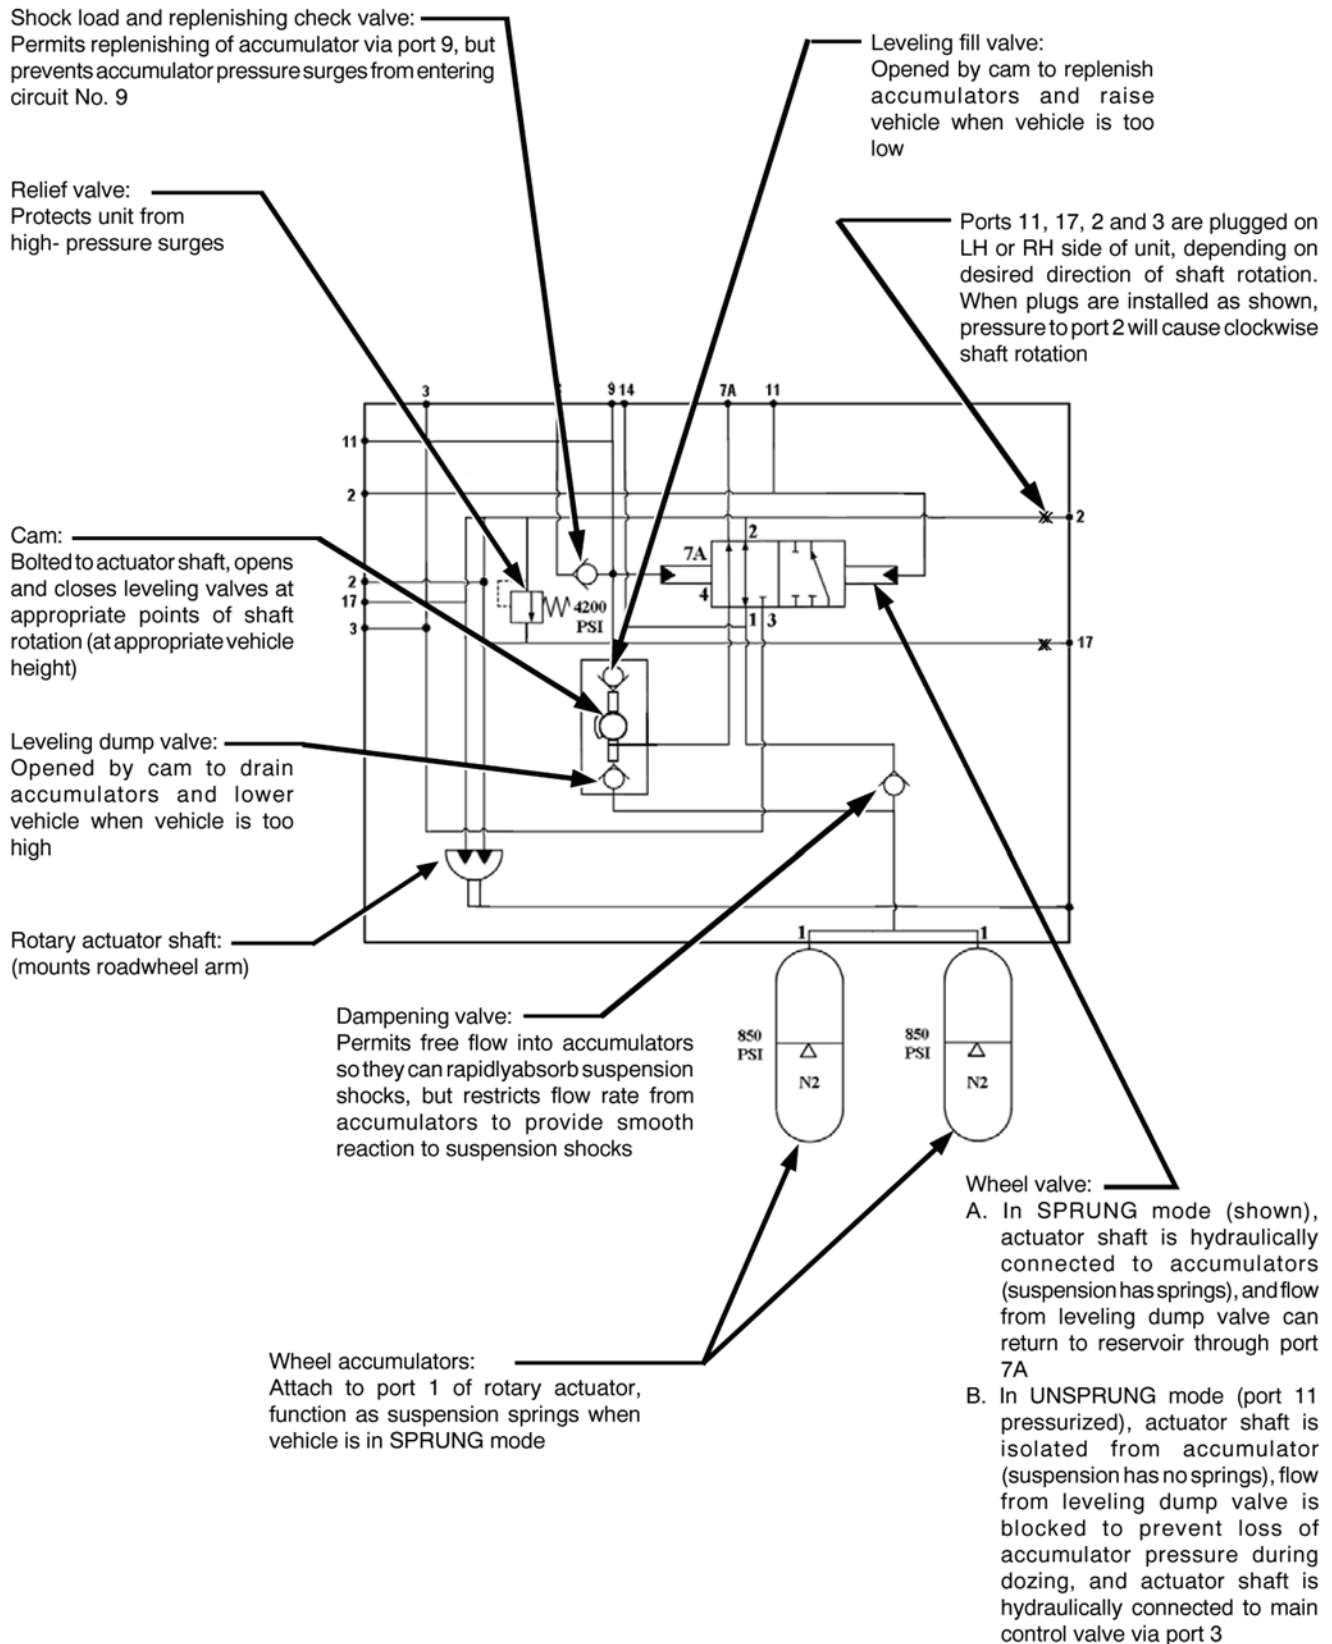 Shock load and replenishing check valve:
Permits replenishing of accumulator via port 9, but
prevents accumulator pressure surges from entering
circuit No. 9
Leveling fill valve:
Opened by cam to replenish
accumulators and raise
vehicle when vehicle is too
low
Relief valve:
Protects unit from
high- pressure surges
Ports 11, 17, 2 and 3 are plugged on
LH or RH side of unit, depending on
desired direction of shaft rotation.
When plugs are installed as shown,
pressure to port 2 will cause clockwise
shaft rotation
3
9 14
7A
11
11
2
2
2
7A
Cam:
Bolted to actuator shaft, opens
and closes leveling valves at
appropriate points of shaft
rotation (at appropriate vehicle
height)
2
17
3
4200
PSI
4
1 3
17
Leveling dump valve:
Opened by cam to drain
accumulators and lower
vehicle when vehicle is too
high
Rotary actuator shaft:
(mounts roadwheel arm)
1
1
Dampening valve:
Permits free flow into accumulators
so they can rapidlyabsorb suspension
shocks, but restricts flow rate from
accumulators to provide smooth
reaction to suspension shocks
850
PSI
N2
850
PSI
N2
Wheel valve:
A. In SPRUNG mode (shown),
actuator shaft is hydraulically
connected to accumulators
(suspension has springs), and flow
from leveling dump valve can
return to reservoir through port
7A
B. In UNSPRUNG mode (port 11
pressurized), actuator shaft is
isolated from accumulator
(suspension has no springs), flow
from leveling dump valve is
blocked to prevent loss of
accumulator pressure during
dozing, and actuator shaft is
hydraulically connected to main
control valve via port 3
Wheel accumulators:
Attach to port 1 of rotary actuator,
function as suspension springs when
vehicle is in SPRUNG mode